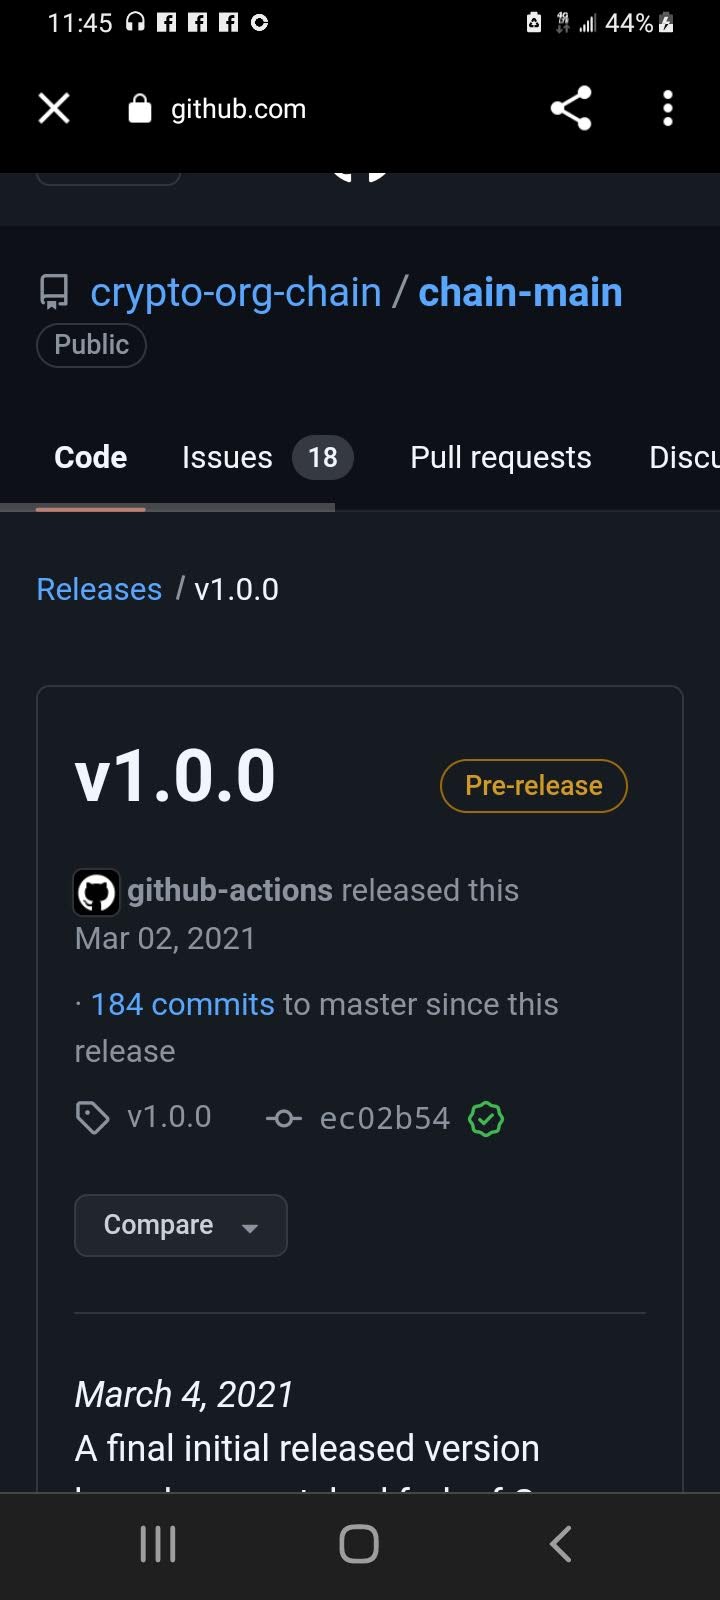 11:45
44%
github.com
crypto-org-chain / chain-main
Public
Code Issues 18 Pull requests Discu
Releases / v1.0.0
v1.0.0
Pre-release
github-actions released this
Mar 02, 2021
· 184 commits to master since this
release
v1.0.0 ec02b54
Compare
March 4, 2021
A final initial released version